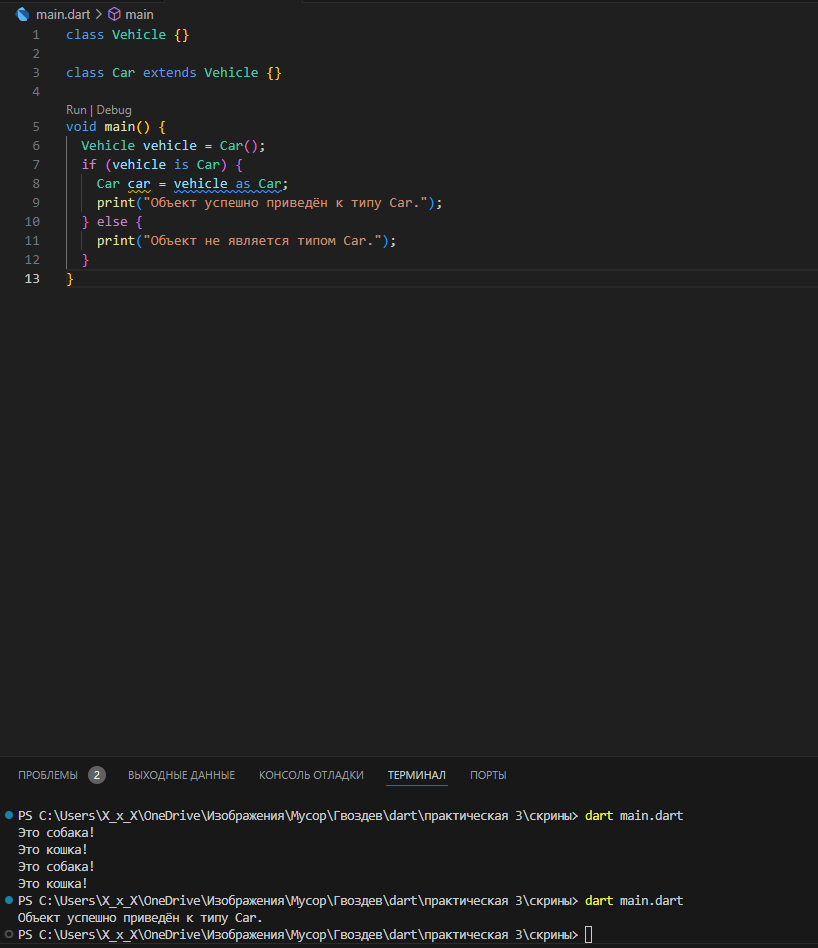 main.dart > main
1 class Vehicle {}
2
3 class Car extends Vehicle {}
4
Run | Debug
5 void main() {
6 Vehicle vehicle = Car();
7 if (vehicle is Car) {
8 Car car = vehicle as Car;
9 print("Объект успешно приведён к типу Car.");
10 } else {
11 print("Объект не является типом Car.");
12 }
13 }
ПРОБЛЕМЫ 2 ВЫХОДНЫЕ ДАННЫЕ КОНСОЛЬ ОТЛАДКИ ТЕРМИНАЛ ПОРТЫ
PS C:\Users\X_x_X\OneDrive\Изображения\Мусор\Гвоздев\dart\практическая 3\скрины> dart main.dart
Это собака!
Это кошка!
Это собака!
Это кошка!
PS C:\Users\X_x_X\OneDrive\Изображения\Мусор\Гвоздев\dart\практическая 3\скрины> dart main.dart
Объект успешно приведён к типу Car.
PS C:\Users\X_x_X\OneDrive\Изображения\Мусор\Гвоздев\dart\практическая 3\скрины>